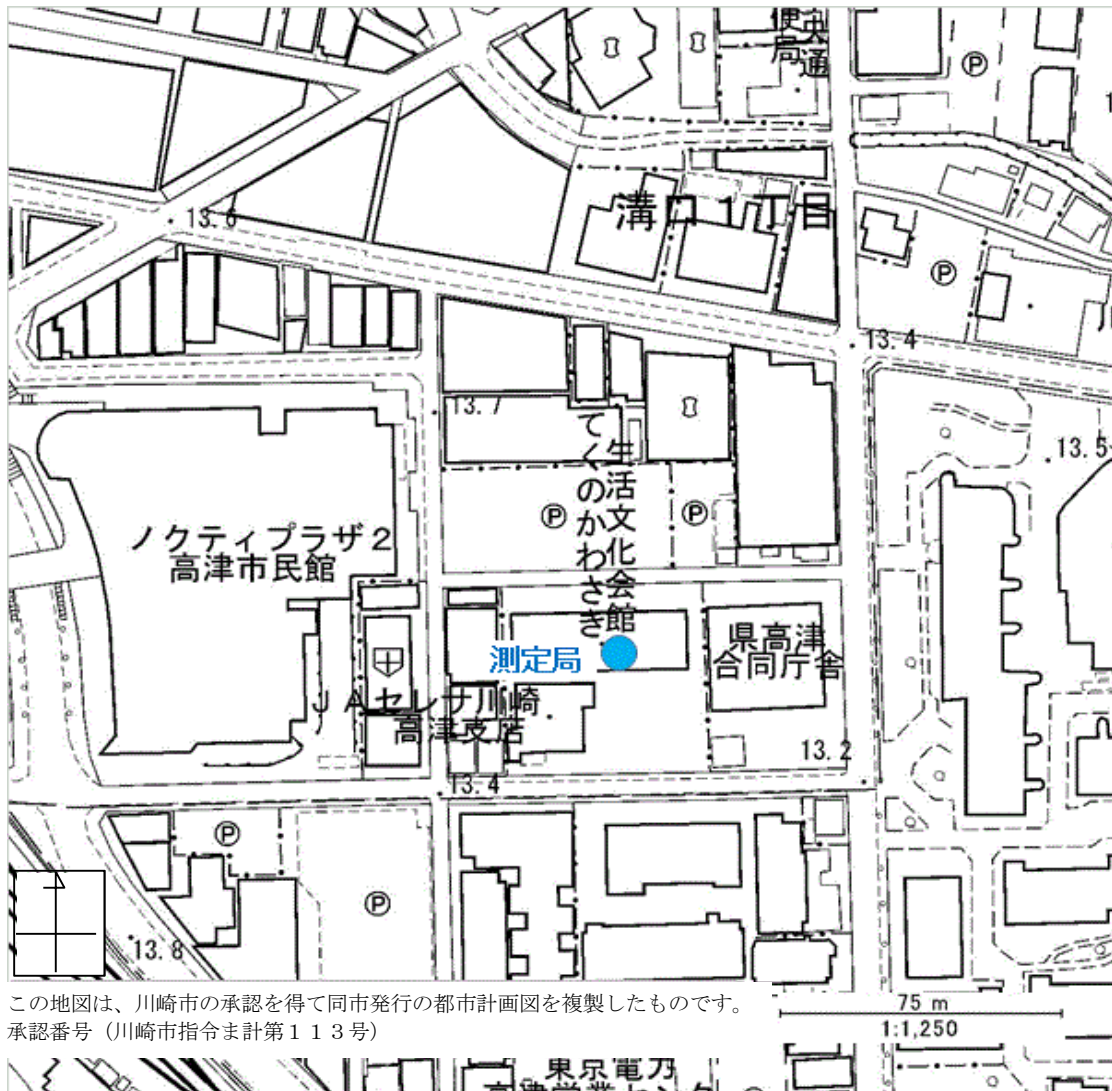 便
局
通
Ⓟ
13.6
溝口一丁目
Ⓟ
13.4
13.7
13.5
てくのかわさき
生活文化会館
Ⓟ
Ⓟ
ノクティプラザ2
高津市民館
測定局
県高津
合同庁舎
JAセレサ川崎
高津支店
13.2
13.4
Ⓟ
Ⓟ
13.8
この地図は、川崎市の承認を得て同市発行の都市計画図を複製したものです。
承認番号（川崎市指令ま計第113号）
75 m
1:1,250
東京電力